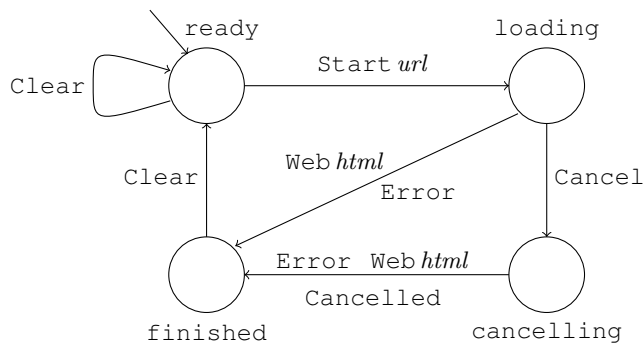 ready
loading
Start url
Clear
Web html
Error
Clear
Cancel
Error Web html
Cancelled
finished
cancelling